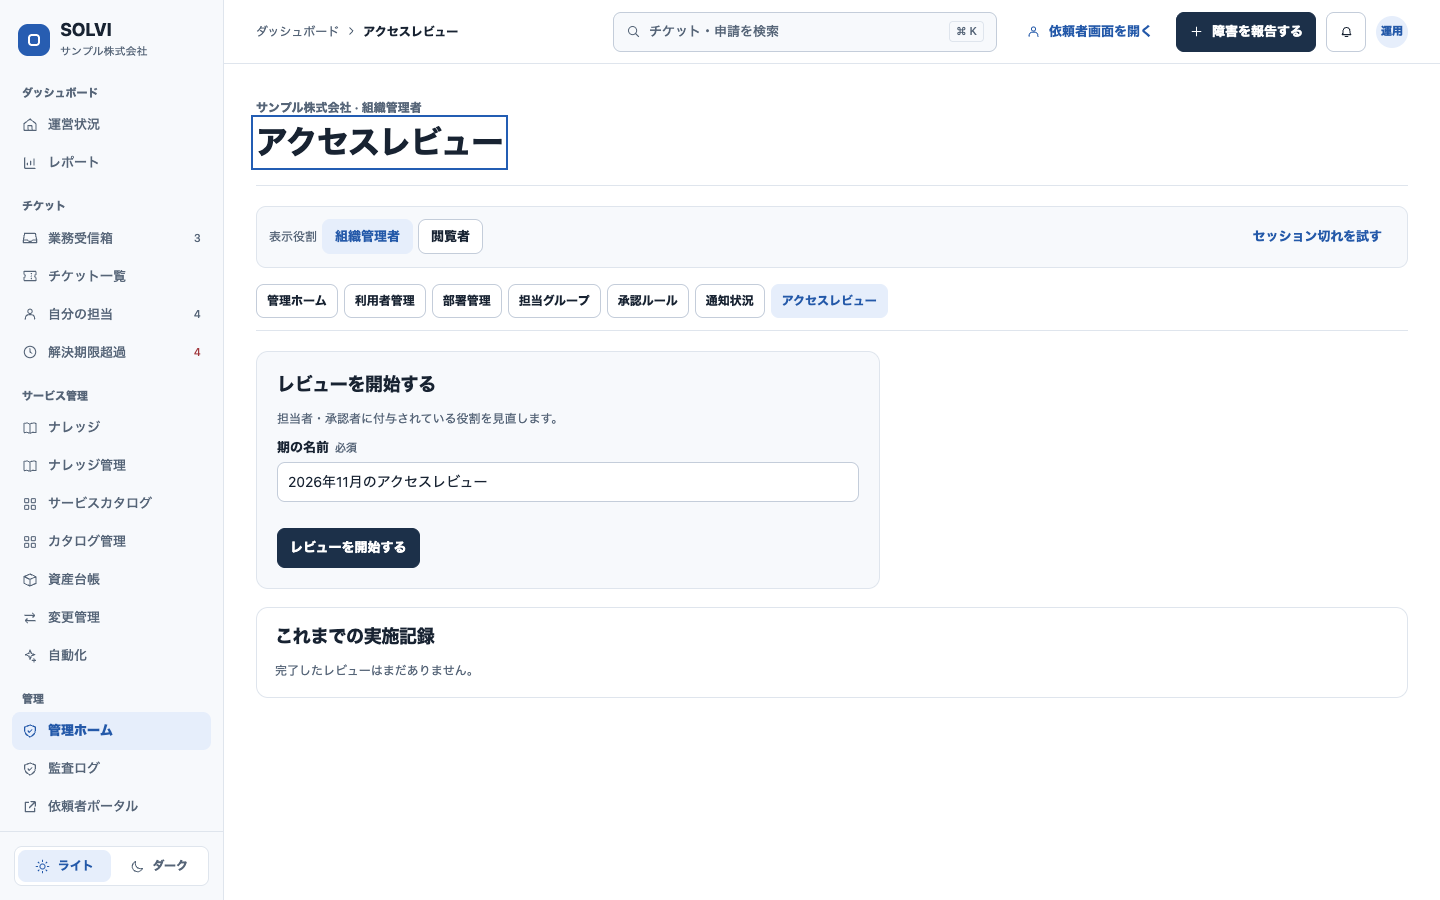 SOLVI
サンプル株式会社
ダッシュボード
運営状況
レポート
チケット
業務受信箱 3
チケット一覧
自分の担当 4
解決期限超過 4
サービス管理
ナレッジ
ナレッジ管理
サービスカタログ
カタログ管理
資産台帳
変更管理
自動化
管理
管理ホーム
監査ログ
依頼者ポータル
ライト ダーク
ダッシュボード > アクセスレビュー
チケット・申請を検索 ⌘ K
依頼者画面を開く
+ 障害を報告する
運用
サンプル株式会社 · 組織管理者
アクセスレビュー
表示役割 組織管理者 閲覧者 セッション切れを試す
管理ホーム 利用者管理 部署管理 担当グループ 承認ルール 通知状況 アクセスレビュー
レビューを開始する
担当者・承認者に付与されている役割を見直します。
期の名前 必須
2026年11月のアクセスレビュー
レビューを開始する
これまでの実施記録
完了したレビューはまだありません。